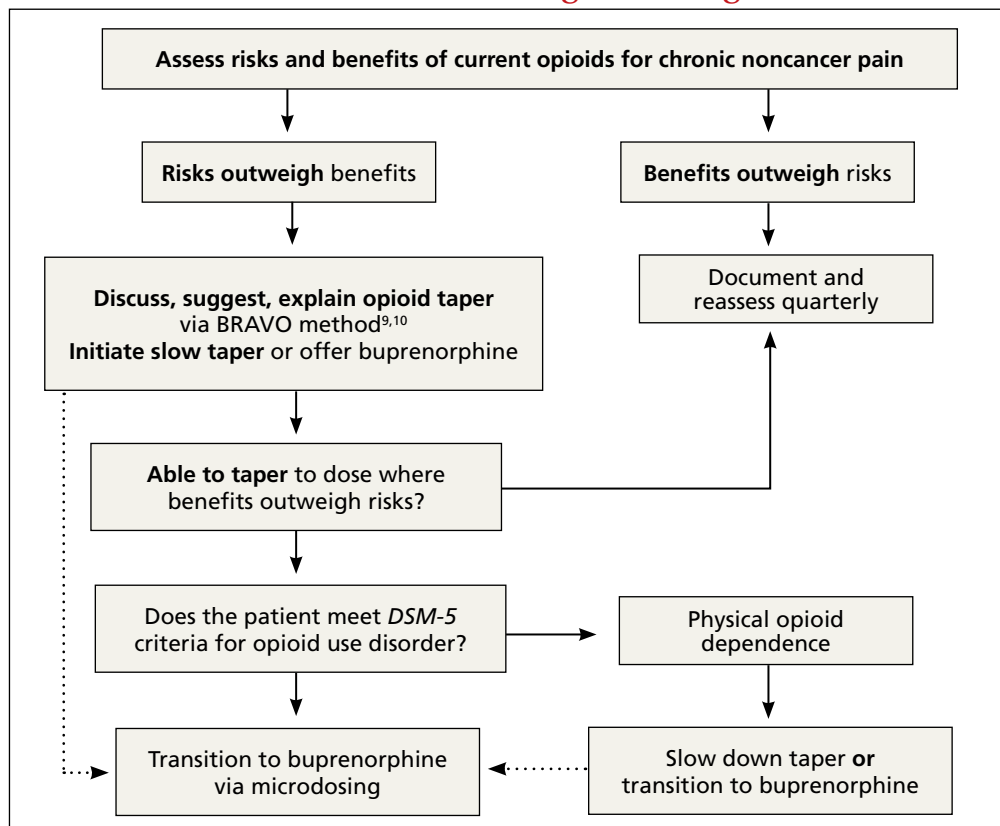 Assess risks and benefits of current opioids for chronic noncancer pain
Risks outweigh benefits
Benefits outweigh risks
Discuss, suggest, explain opioid taper
via BRAVO method9,10
Initiate slow taper or offer buprenorphine
Document and
reassess quarterly
Able to taper to dose where
benefits outweigh risks?
Does the patient meet DSM-5
criteria for opioid use disorder?
Physical opioid
dependence
Transition to buprenorphine
via microdosing
Slow down taper or
transition to buprenorphine